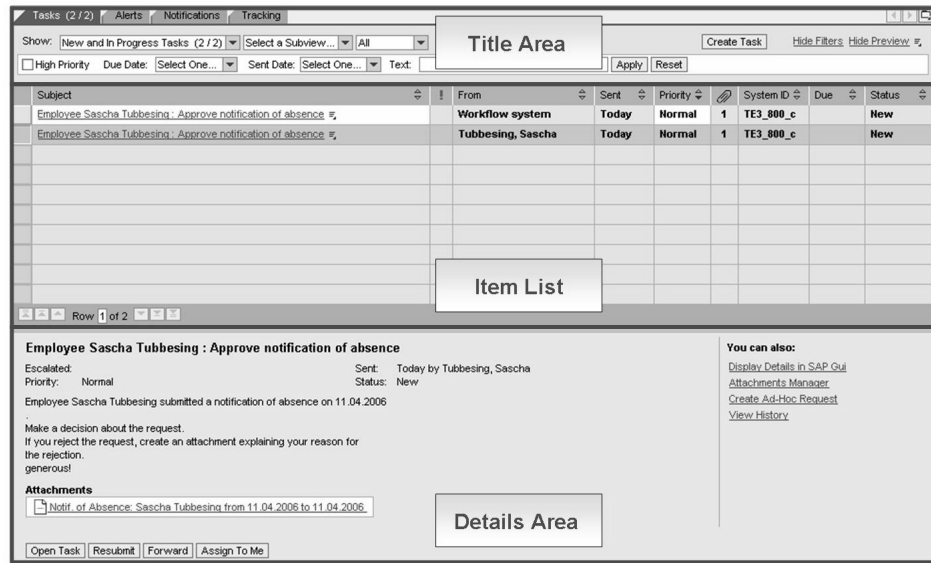 Tasks (2 / 2) Alerts Notifications Tracking
Show: New and In Progress Tasks (2 / 2) Select a Subview... All Create Task Hide Filters Hide Preview
Title Area
High Priority Due Date: Select One... Sent Date: Select One... Text: Apply Reset
Subject ! From Sent Priority System ID Due Status
Employee Sascha Tubbesing : Approve notification of absence Workflow system Today Normal 1 TE3_800_c New
Employee Sascha Tubbesing : Approve notification of absence Tubbesing, Sascha Today Normal 1 TE3_800_c New
Item List
Row 1 of 2
Employee Sascha Tubbesing : Approve notification of absence
Escalated: Sent: Today by Tubbesing, Sascha
Priority: Normal Status: New
Employee Sascha Tubbesing submitted a notification of absence on 11.04.2006
.
Make a decision about the request.
If you reject the request, create an attachment explaining your reason for
the rejection.
generous!
Attachments
Notif. of Absence: Sascha Tubbesing from 11.04.2006 to 11.04.2006
Open Task Resubmit Forward Assign To Me
You can also:
Display Details in SAP Gui
Attachments Manager
Create Ad-Hoc Request
View History
Details Area